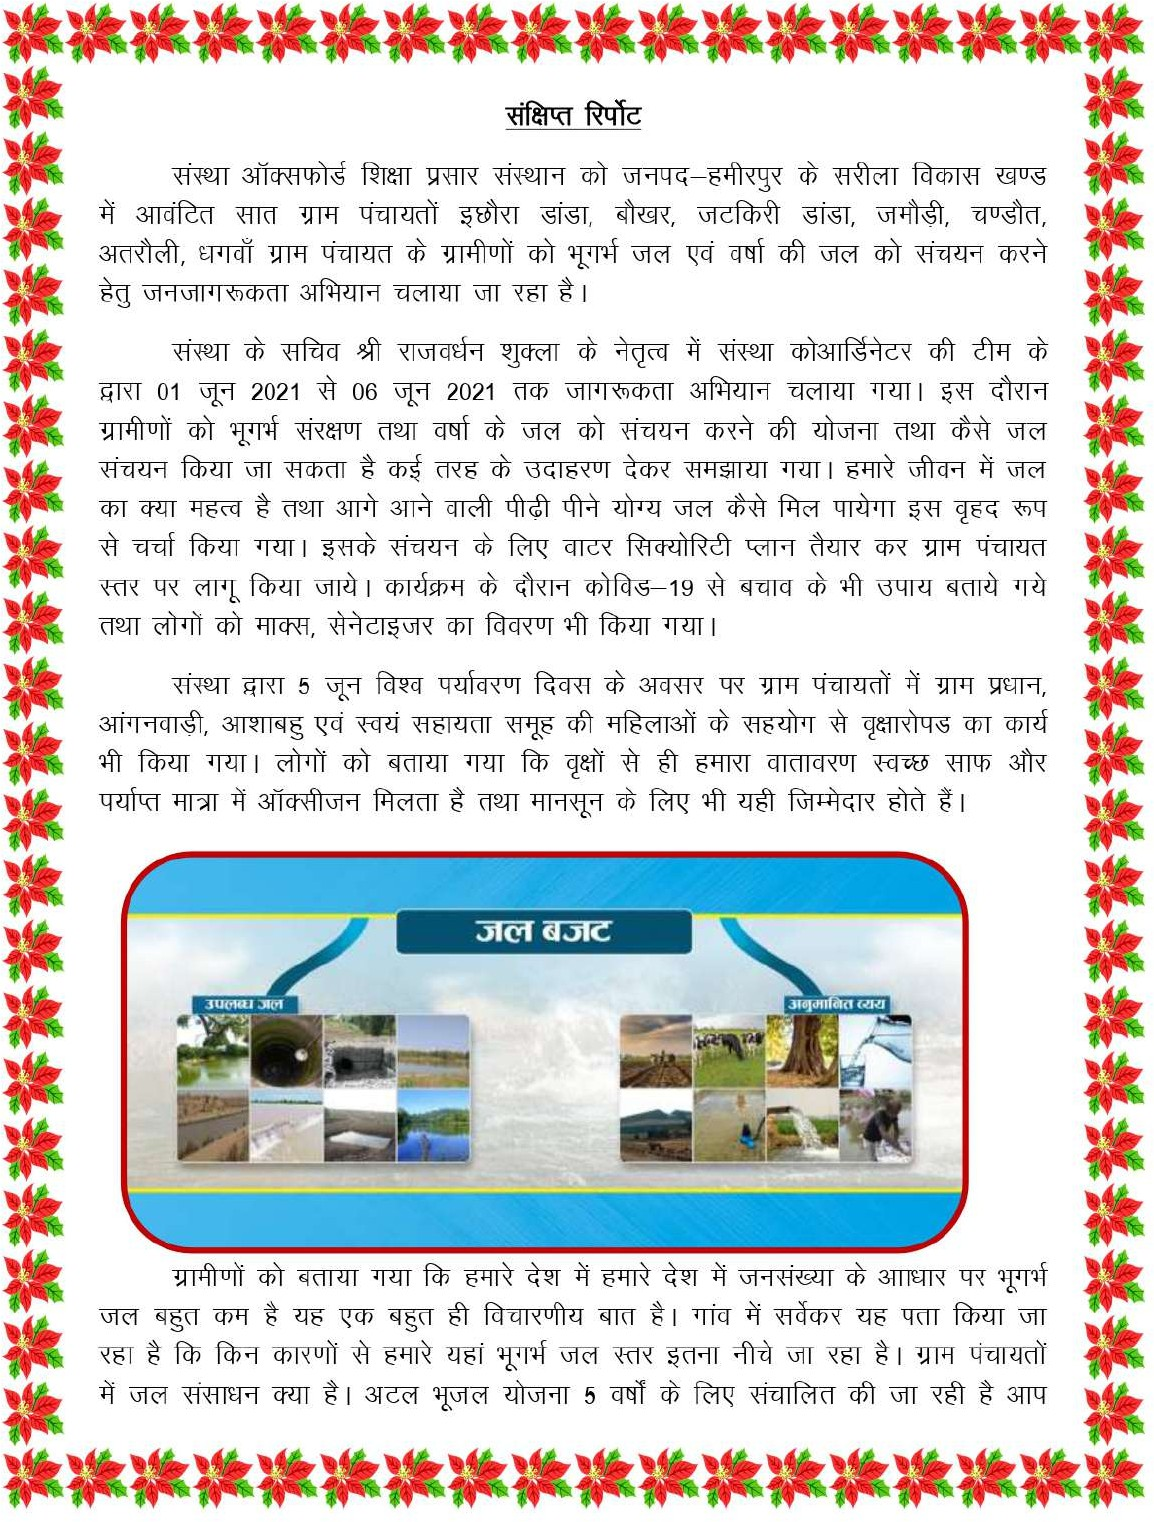 संक्षिप्त रिर्पोट
संस्था ऑक्सफोर्ड शिक्षा प्रसार संस्थान को जनपद–हमीरपुर के सरीला विकास खण्ड
में आवंटित सात ग्राम पंचायतों इछौरा डांडा, बौखर, जटकिरी डांडा, जमौड़ी, चण्डौत,
अतरौली, धगवाँ ग्राम पंचायत के ग्रामीणों को भूगर्भ जल एवं वर्षा की जल को संचयन करने
हेतु जनजागरूकता अभियान चलाया जा रहा है।
संस्था के सचिव श्री राजवर्धन शुक्ला के नेतृत्व में संस्था कोआर्डिनेटर की टीम के
द्वारा 01 जून 2021 से 06 जून 2021 तक जागरूकता अभियान चलाया गया। इस दौरान
ग्रामीणों को भूगर्भ संरक्षण तथा वर्षा के जल को संचयन करने की योजना तथा कैसे जल
संचयन किया जा सकता है कई तरह के उदाहरण देकर समझाया गया। हमारे जीवन में जल
का क्या महत्व है तथा आगे आने वाली पीढ़ी पीने योग्य जल कैसे मिल पायेगा इस वृहद रूप
से चर्चा किया गया। इसके संचयन के लिए वाटर सिक्योरिटी प्लान तैयार कर ग्राम पंचायत
स्तर पर लागू किया जाये। कार्यक्रम के दौरान कोविड–19 से बचाव के भी उपाय बताये गये
तथा लोगों को माक्स, सेनेटाइजर का विवरण भी किया गया।
संस्था द्वारा 5 जून विश्व पर्यावरण दिवस के अवसर पर ग्राम पंचायतों में ग्राम प्रधान,
आंगनवाड़ी, आशाबहु एवं स्वयं सहायता समूह की महिलाओं के सहयोग से वृक्षारोपड का कार्य
भी किया गया। लोगों को बताया गया कि वृक्षों से ही हमारा वातावरण स्वच्छ साफ और
पर्याप्त मात्रा में ऑक्सीजन मिलता है तथा मानसून के लिए भी यही जिम्मेदार होते हैं।
जल बजट
उपलब्ध जल
अनुमानित व्यय
ग्रामीणों को बताया गया कि हमारे देश में हमारे देश में जनसंख्या के आाधार पर भूगर्भ
जल बहुत कम है यह एक बहुत ही विचारणीय बात है। गांव में सर्वेकर यह पता किया जा
रहा है कि किन कारणों से हमारे यहां भूगर्भ जल स्तर इतना नीचे जा रहा है। ग्राम पंचायतों
में जल संसाधन क्या है। अटल भूजल योजना 5 वर्षों के लिए संचालित की जा रही है आप